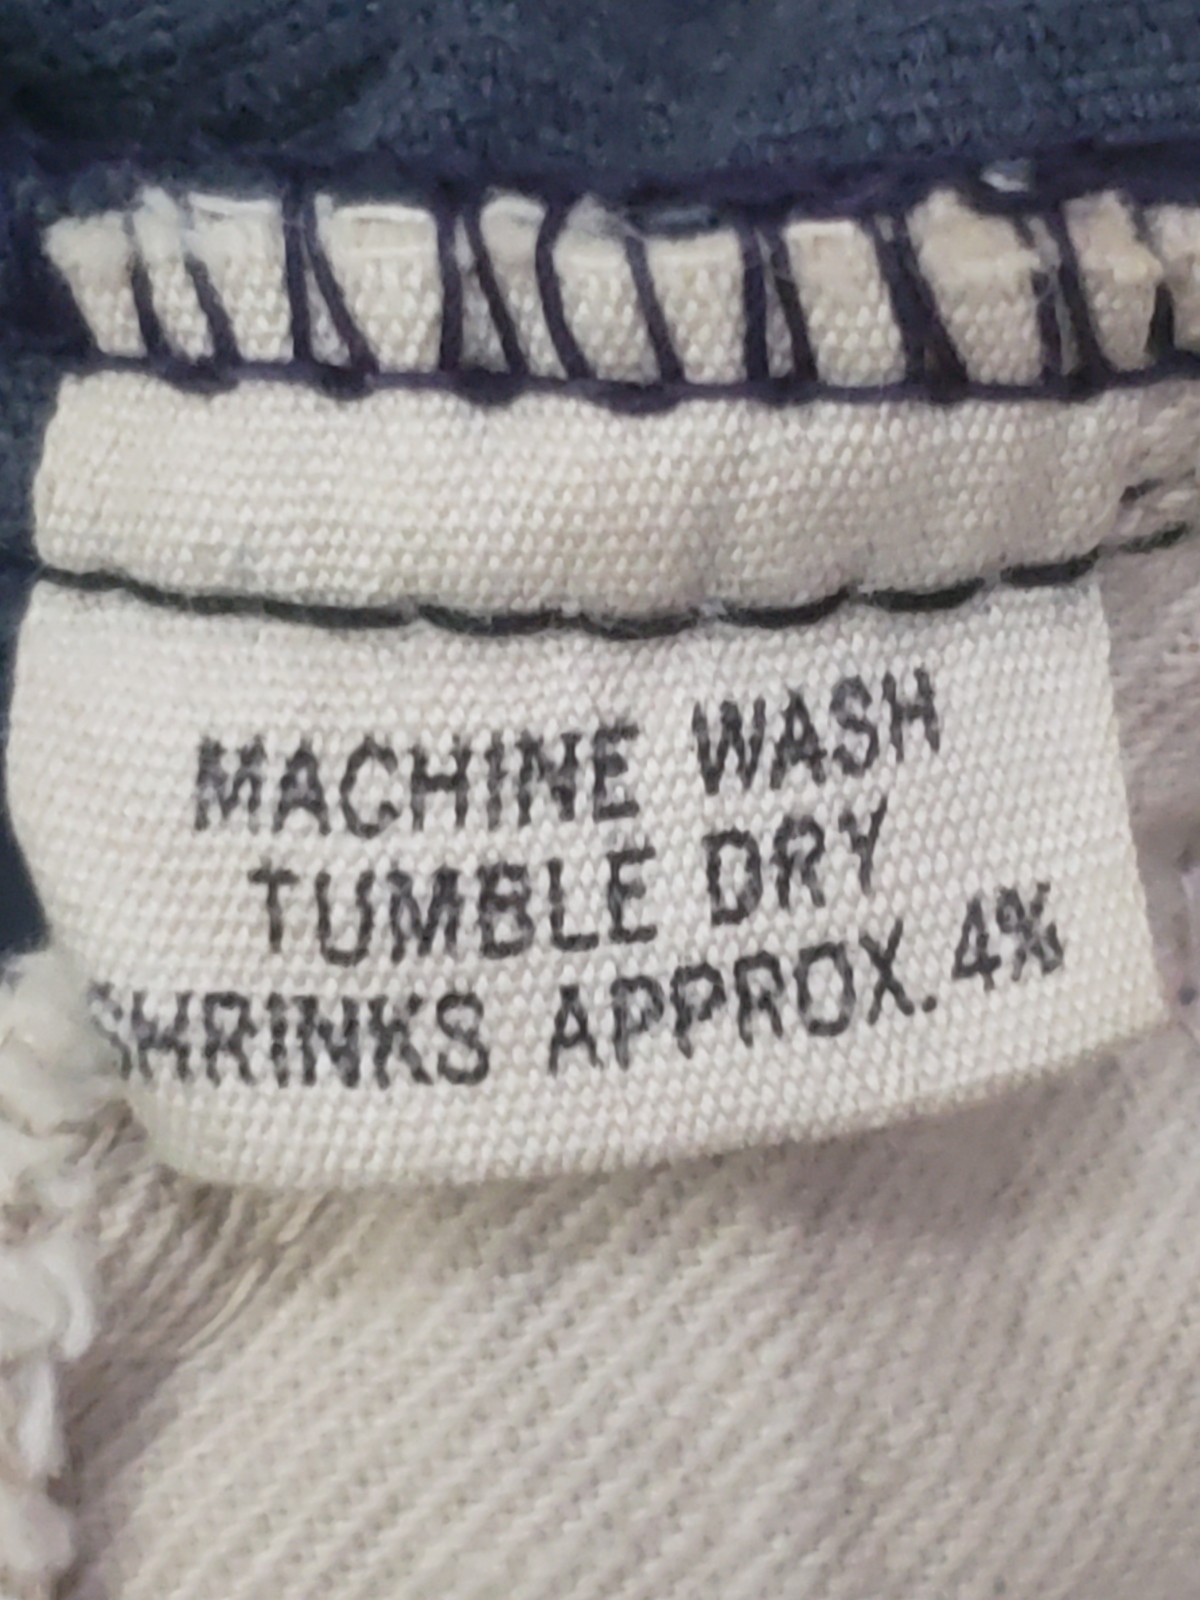 MACHINE WASH
TUMBLE DRY
SHRINKS APPROX. 4%